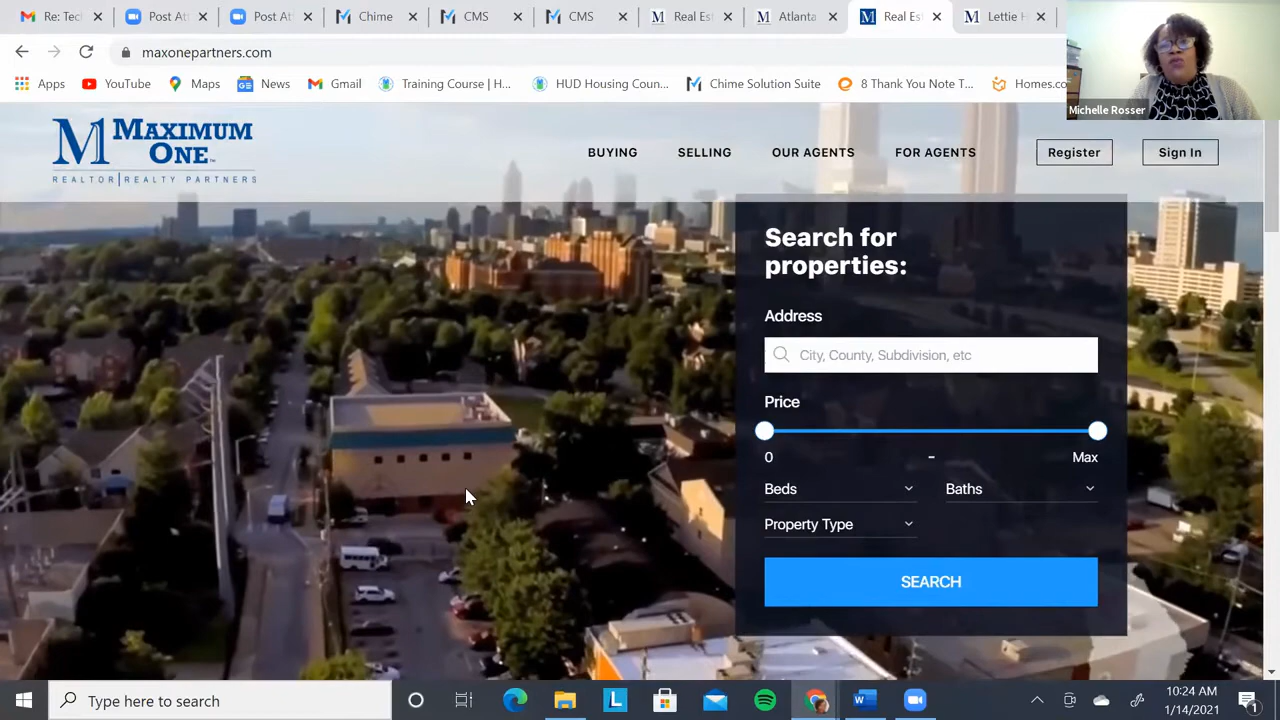 Re: Tec
Post At
Post At
Chime
CMS
CMS
Real Es
Atlanta
Real Es
Lettie H
maxonepartners.com
Apps
YouTube
Maps
News
Gmail
Training Course | H...
HUD Housing Coun...
Chime Solution Suite
8 Thank You Note T...
Homes.co
Michelle Rosser
M MAXIMUM
ONE™
REALTOR | REALTY PARTNERS
BUYING
SELLING
OUR AGENTS
FOR AGENTS
Register
Sign In
Search for
properties:
Address
City, County, Subdivision, etc
Price
0 - Max
Beds
Baths
Property Type
SEARCH
Type here to search
L
W
10:24 AM
1/14/2021
1